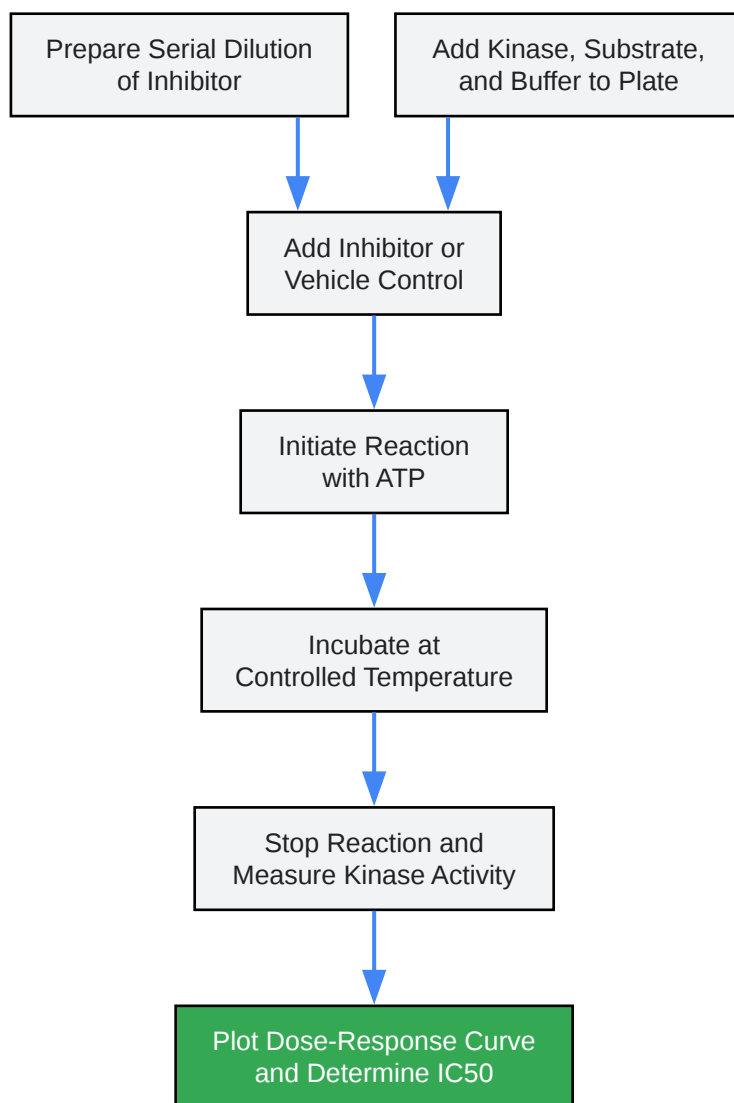 Prepare Serial Dilution
of Inhibitor
Add Kinase, Substrate,
and Buffer to Plate
Add Inhibitor or
Vehicle Control
Initiate Reaction
with ATP
Incubate at
Controlled Temperature
Stop Reaction and
Measure Kinase Activity
Plot Dose-Response Curve
and Determine IC50